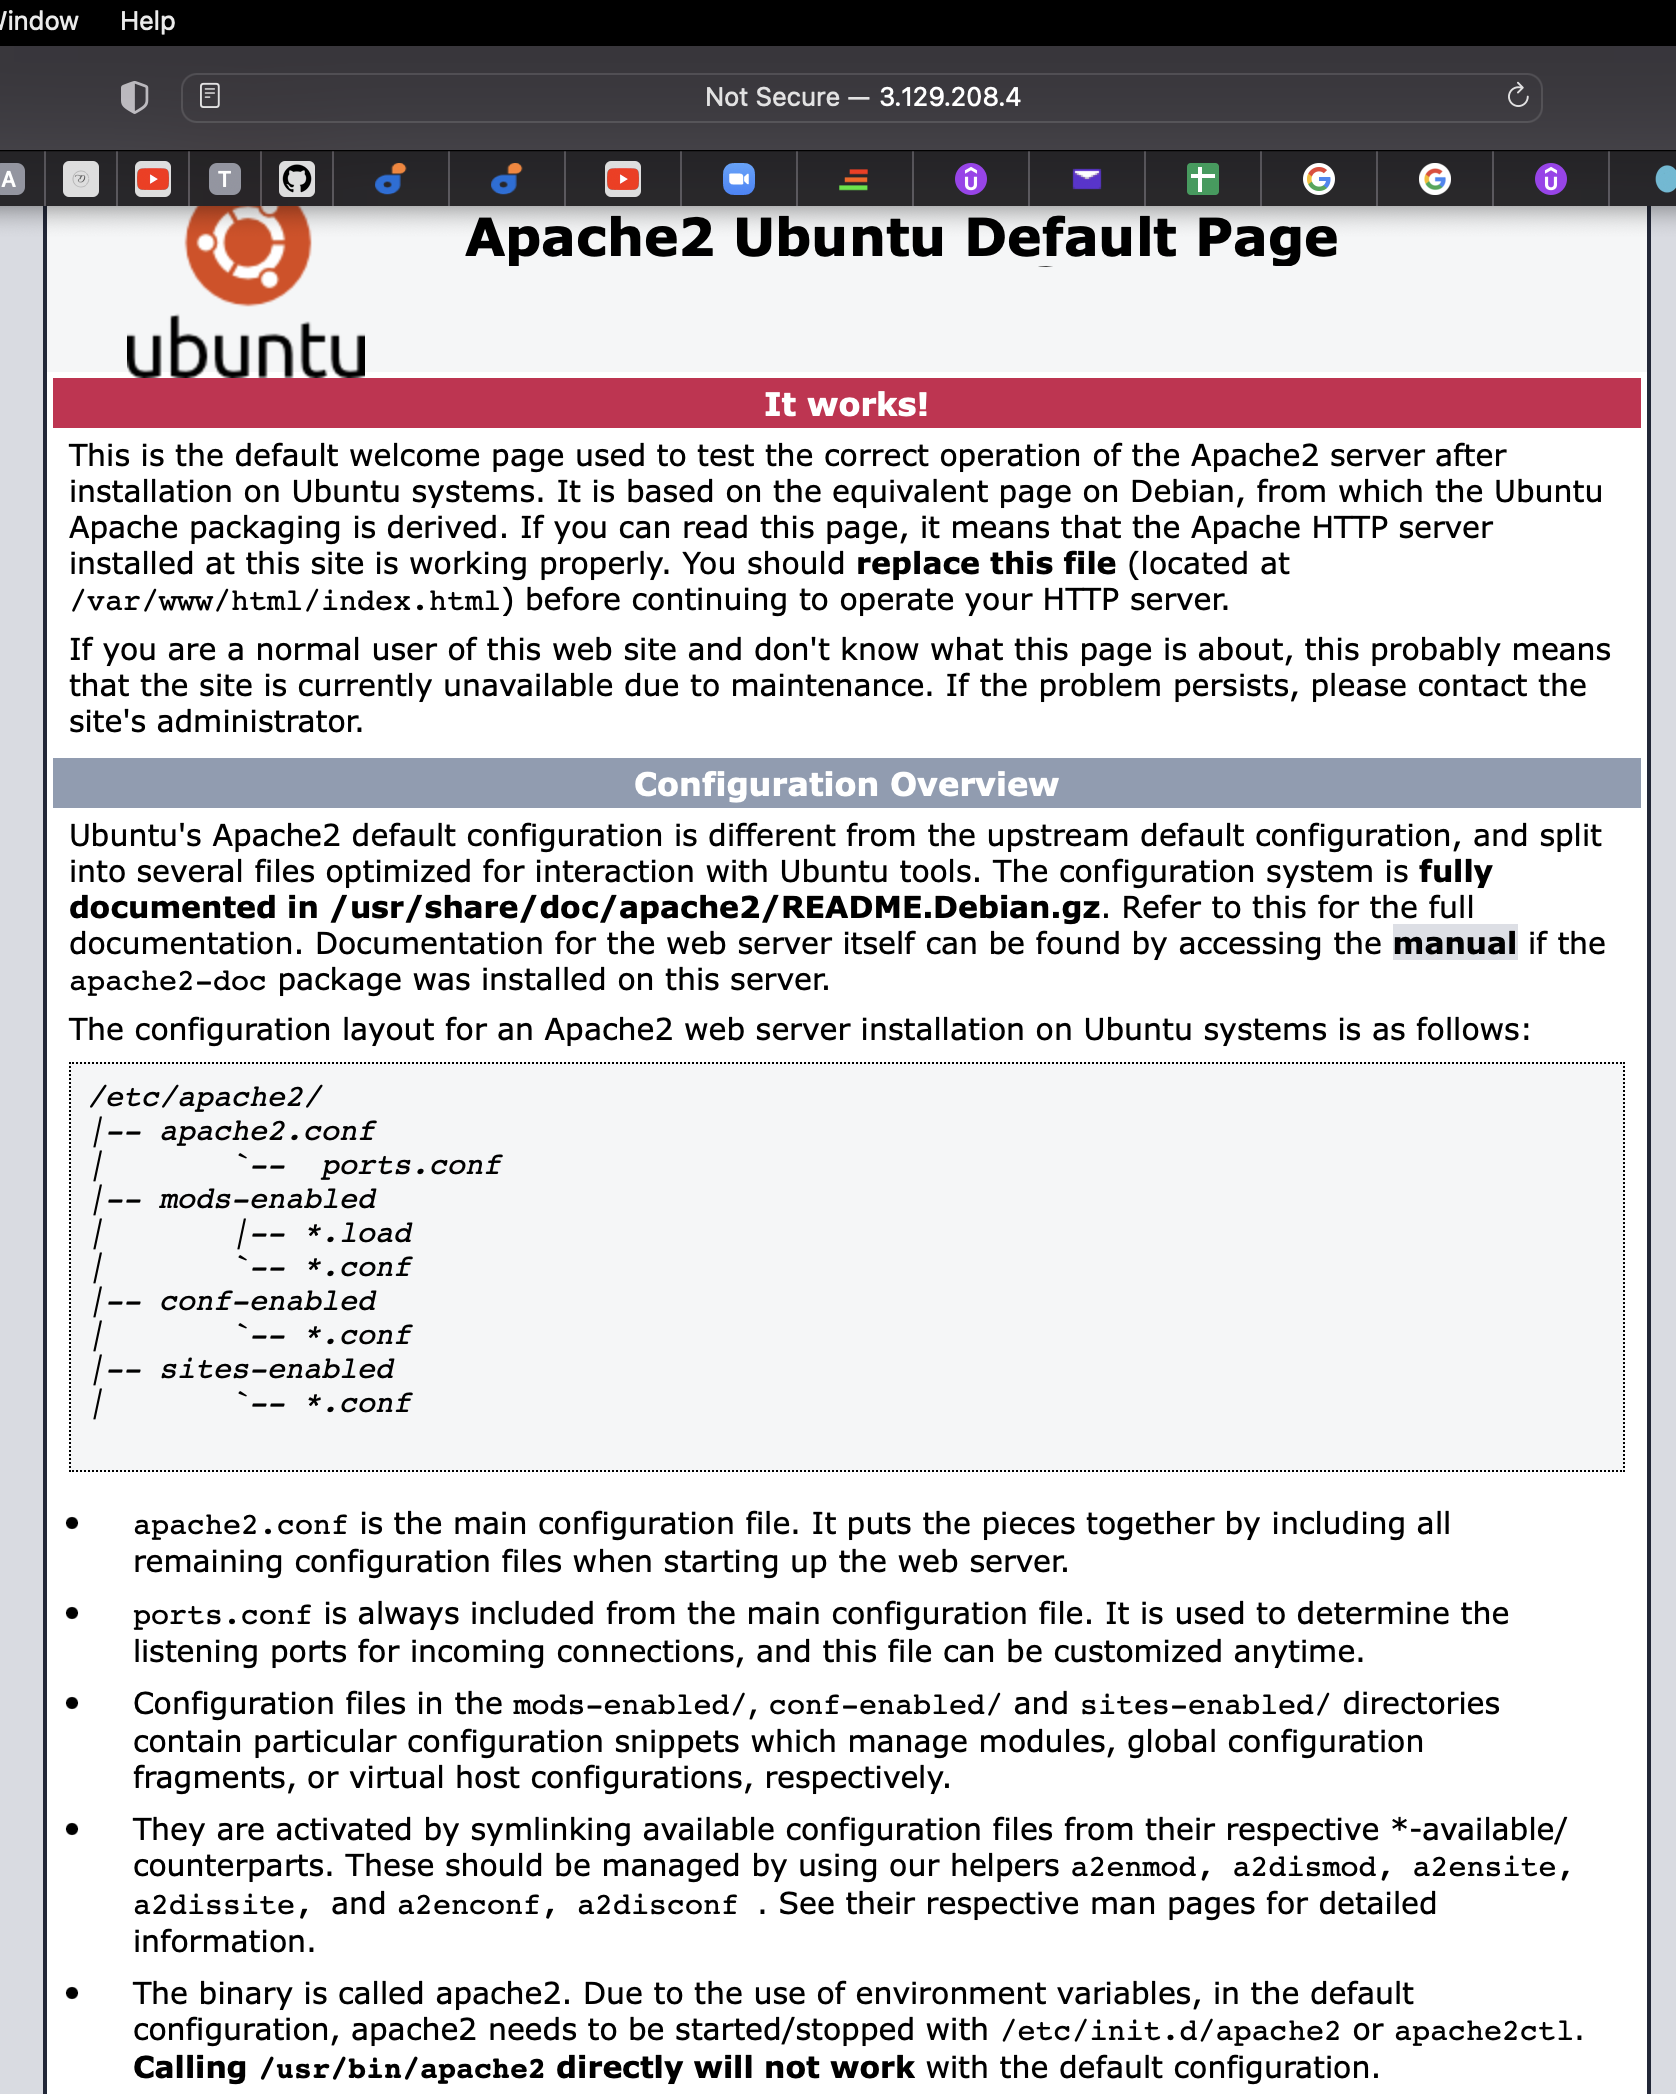 Window Help
Not Secure — 3.129.208.4
A T
Apache2 Ubuntu Default Page
ubuntu
It works!
This is the default welcome page used to test the correct operation of the Apache2 server after
installation on Ubuntu systems. It is based on the equivalent page on Debian, from which the Ubuntu
Apache packaging is derived. If you can read this page, it means that the Apache HTTP server
installed at this site is working properly. You should replace this file (located at
/var/www/html/index.html) before continuing to operate your HTTP server.
If you are a normal user of this web site and don't know what this page is about, this probably means
that the site is currently unavailable due to maintenance. If the problem persists, please contact the
site's administrator.
Configuration Overview
Ubuntu's Apache2 default configuration is different from the upstream default configuration, and split
into several files optimized for interaction with Ubuntu tools. The configuration system is fully
documented in /usr/share/doc/apache2/README.Debian.gz. Refer to this for the full
documentation. Documentation for the web server itself can be found by accessing the manual if the
apache2-doc package was installed on this server.
The configuration layout for an Apache2 web server installation on Ubuntu systems is as follows:
/etc/apache2/
|-- apache2.conf
|       `--  ports.conf
|-- mods-enabled
|       |-- *.load
|       `-- *.conf
|-- conf-enabled
|       `-- *.conf
|-- sites-enabled
|       `-- *.conf
• apache2.conf is the main configuration file. It puts the pieces together by including all
remaining configuration files when starting up the web server.
• ports.conf is always included from the main configuration file. It is used to determine the
listening ports for incoming connections, and this file can be customized anytime.
• Configuration files in the mods-enabled/, conf-enabled/ and sites-enabled/ directories
contain particular configuration snippets which manage modules, global configuration
fragments, or virtual host configurations, respectively.
• They are activated by symlinking available configuration files from their respective *-available/
counterparts. These should be managed by using our helpers a2enmod, a2dismod, a2ensite,
a2dissite, and a2enconf, a2disconf . See their respective man pages for detailed
information.
• The binary is called apache2. Due to the use of environment variables, in the default
configuration, apache2 needs to be started/stopped with /etc/init.d/apache2 or apache2ctl.
Calling /usr/bin/apache2 directly will not work with the default configuration.